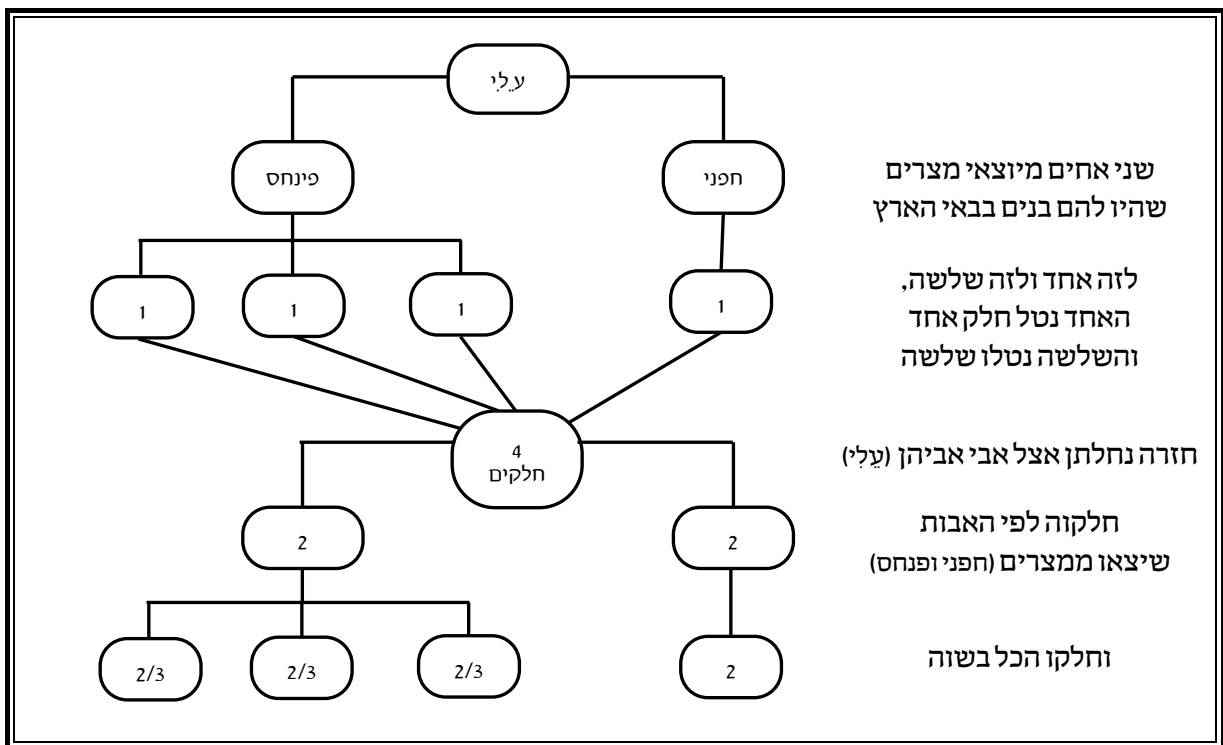 עֵלִי
חפני
פינחס
שני אחים מיוצאי מצרים
שהיו להם בנים בבאי הארץ
1
1
1
1
לזה אחד ולזה שלשה,
האחד נטל חלק אחד
והשלשה נטלו שלשה
4
חלקים
חזרה נחלתן אצל אבי אביהן (עֵלִי)
2
2
חלקוה לפי האבות
שיצאו ממצרים (חפני ופנחס)
2
2/3
2/3
2/3
וחלקו הכל בשוה